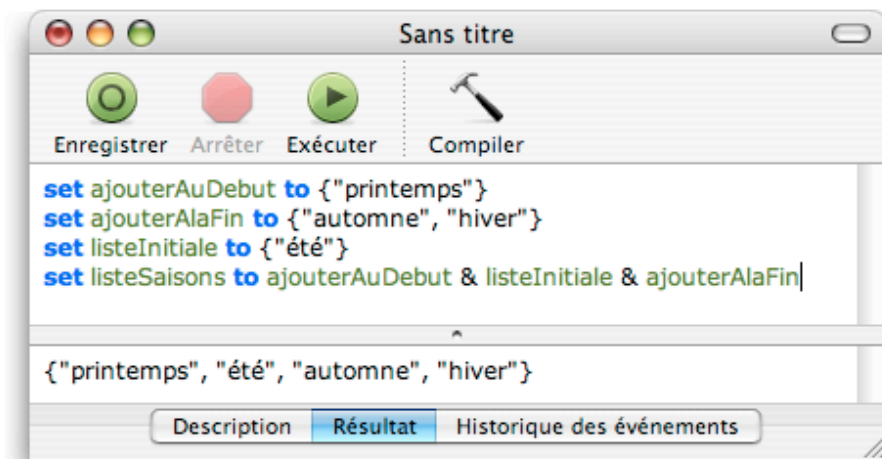 Sans titre
Enregistrer Arrêter Exécuter Compiler
set ajouterAuDebut to {"printemps"}
set ajouterAlaFin to {"automne", "hiver"}
set listeInitiale to {"été"}
set listeSaisons to ajouterAuDebut & listeInitiale & ajouterAlaFin
{"printemps", "été", "automne", "hiver"}
Description Résultat Historique des événements